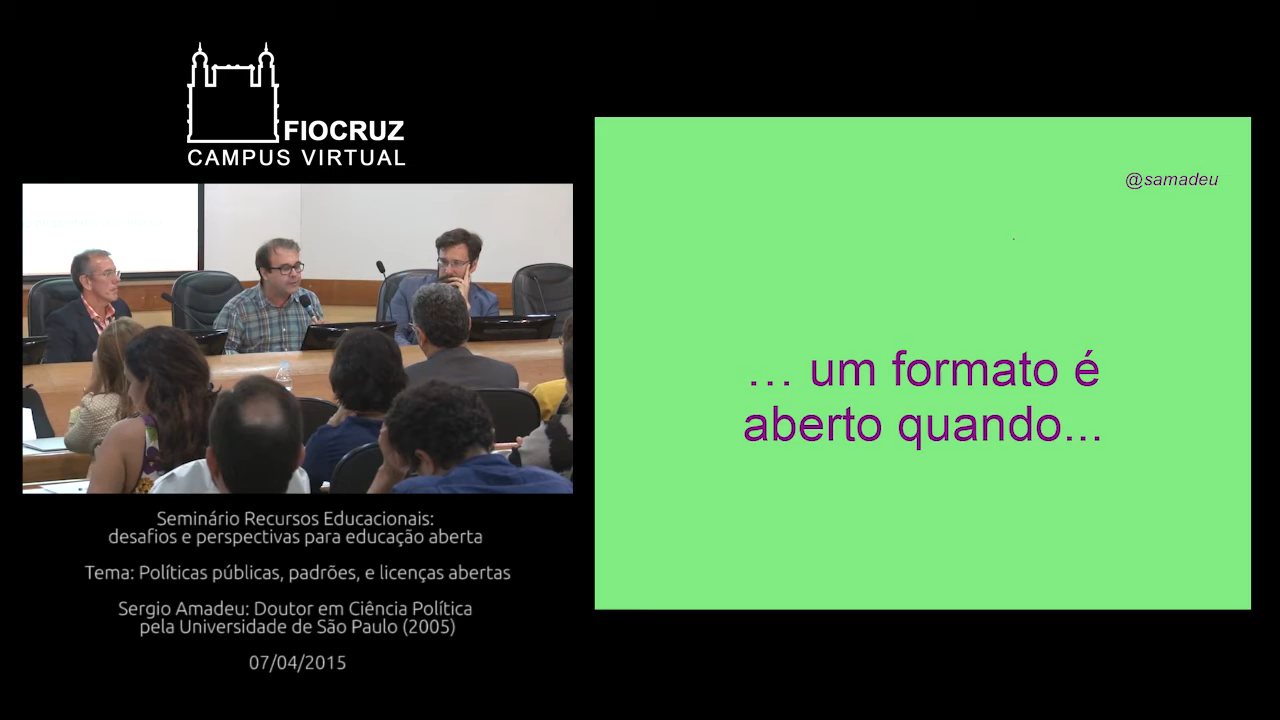 FIOCRUZ
CAMPUS VIRTUAL
Seminário Recursos Educacionais:
desafios e perspectivas para educação aberta
Tema: Políticas públicas, padrões, e licenças abertas
Sergio Amadeu: Doutor em Ciência Política
pela Universidade de São Paulo (2005)
07/04/2015
@samadeu
... um formato é
aberto quando...